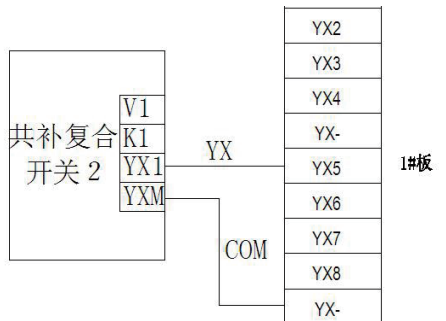 共补复合
开关2
V1
K1
YX1
YXM
YX
COM
YX2
YX3
YX4
YX-
YX5
YX6
YX7
YX8
YX-
1#板